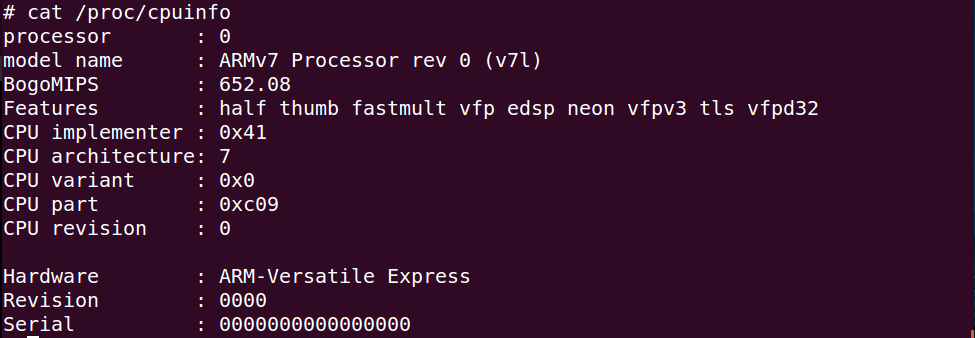 # cat /proc/cpuinfo
processor       : 0
model name      : ARMv7 Processor rev 0 (v7l)
BogoMIPS        : 652.08
Features        : half thumb fastmult vfp edsp neon vfpv3 tls vfpd32
CPU implementer : 0x41
CPU architecture: 7
CPU variant     : 0x0
CPU part        : 0xc09
CPU revision    : 0

Hardware        : ARM-Versatile Express
Revision        : 0000
Serial          : 0000000000000000